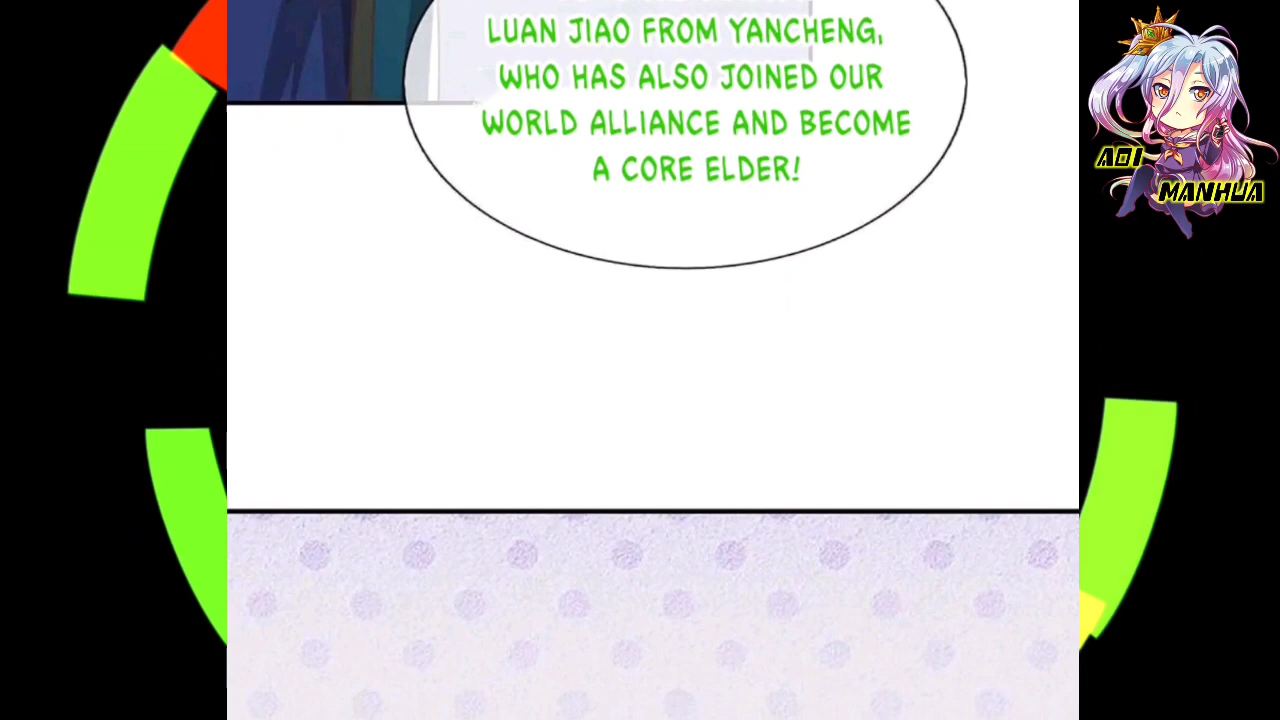 LUAN JIAO FROM YANCHENG,
WHO HAS ALSO JOINED OUR
WORLD ALLIANCE AND BECOME
A CORE ELDER!
AOI
MANHUA